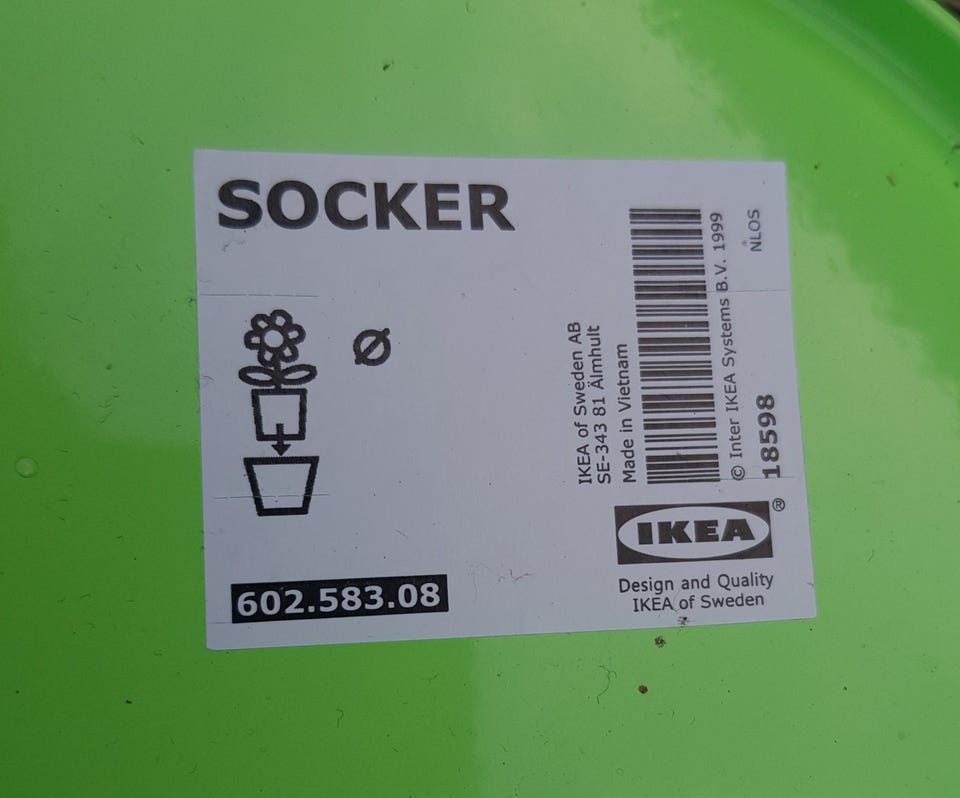 SOCKER
Ø
602.583.08
IKEA of Sweden AB
SE-343 81 Älmhult
Made in Vietnam
© Inter IKEA Systems B.V. 1999
18598
NLOS
IKEA®
Design and Quality
IKEA of Sweden